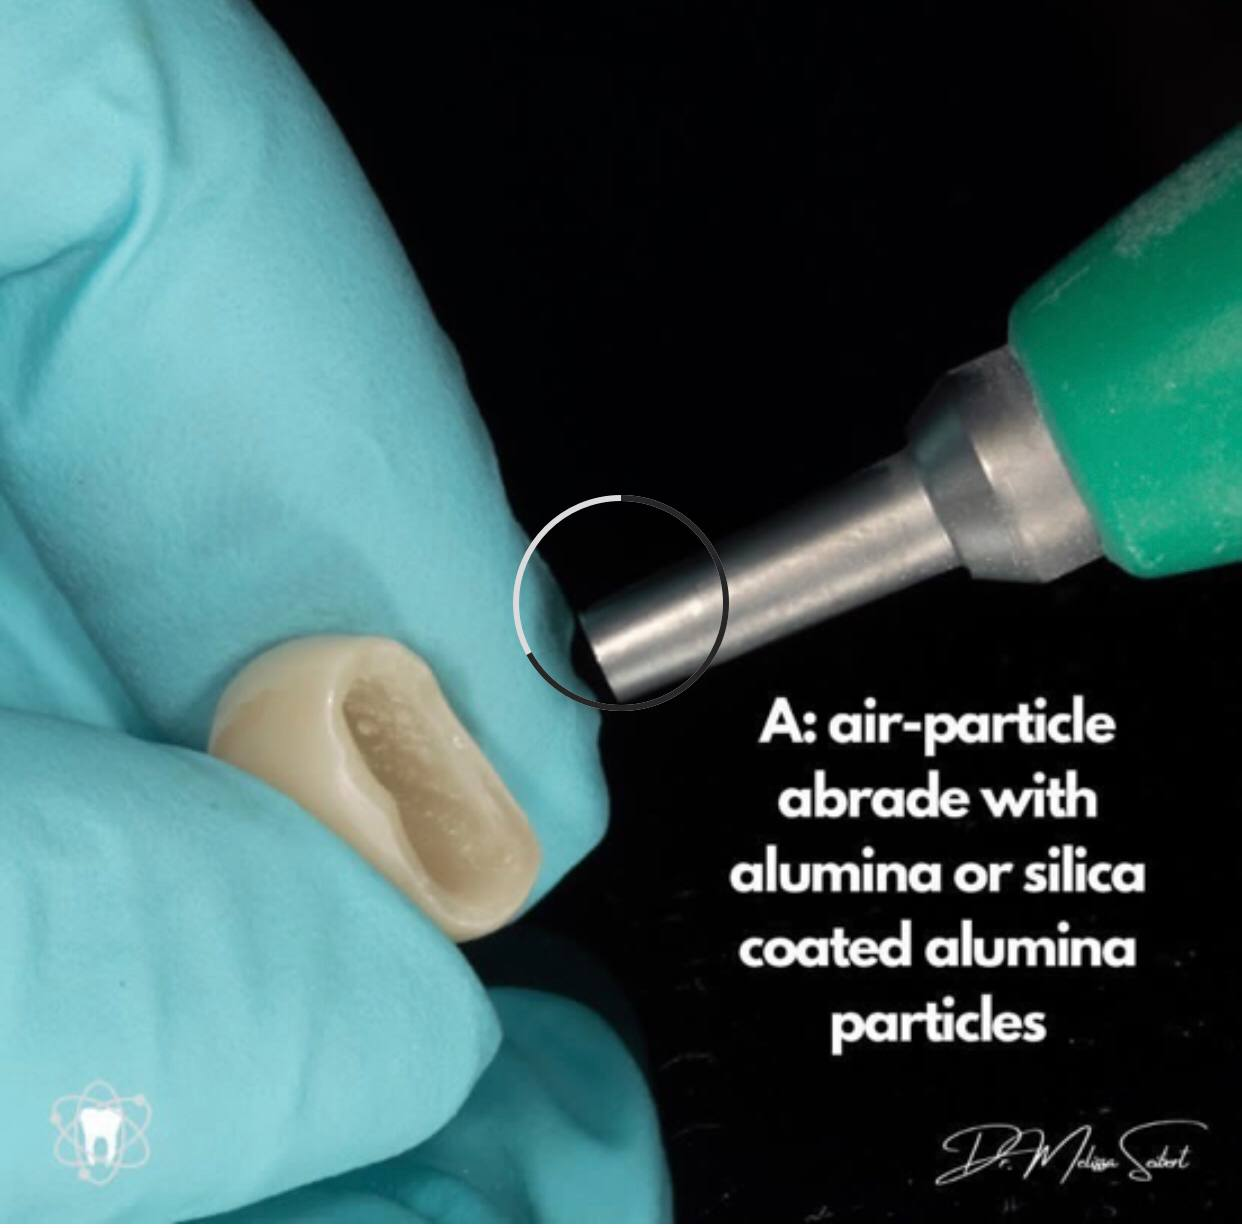 A: air-particle
abrade with
alumina or silica
coated alumina
particles
Dr. Melissa Seibert